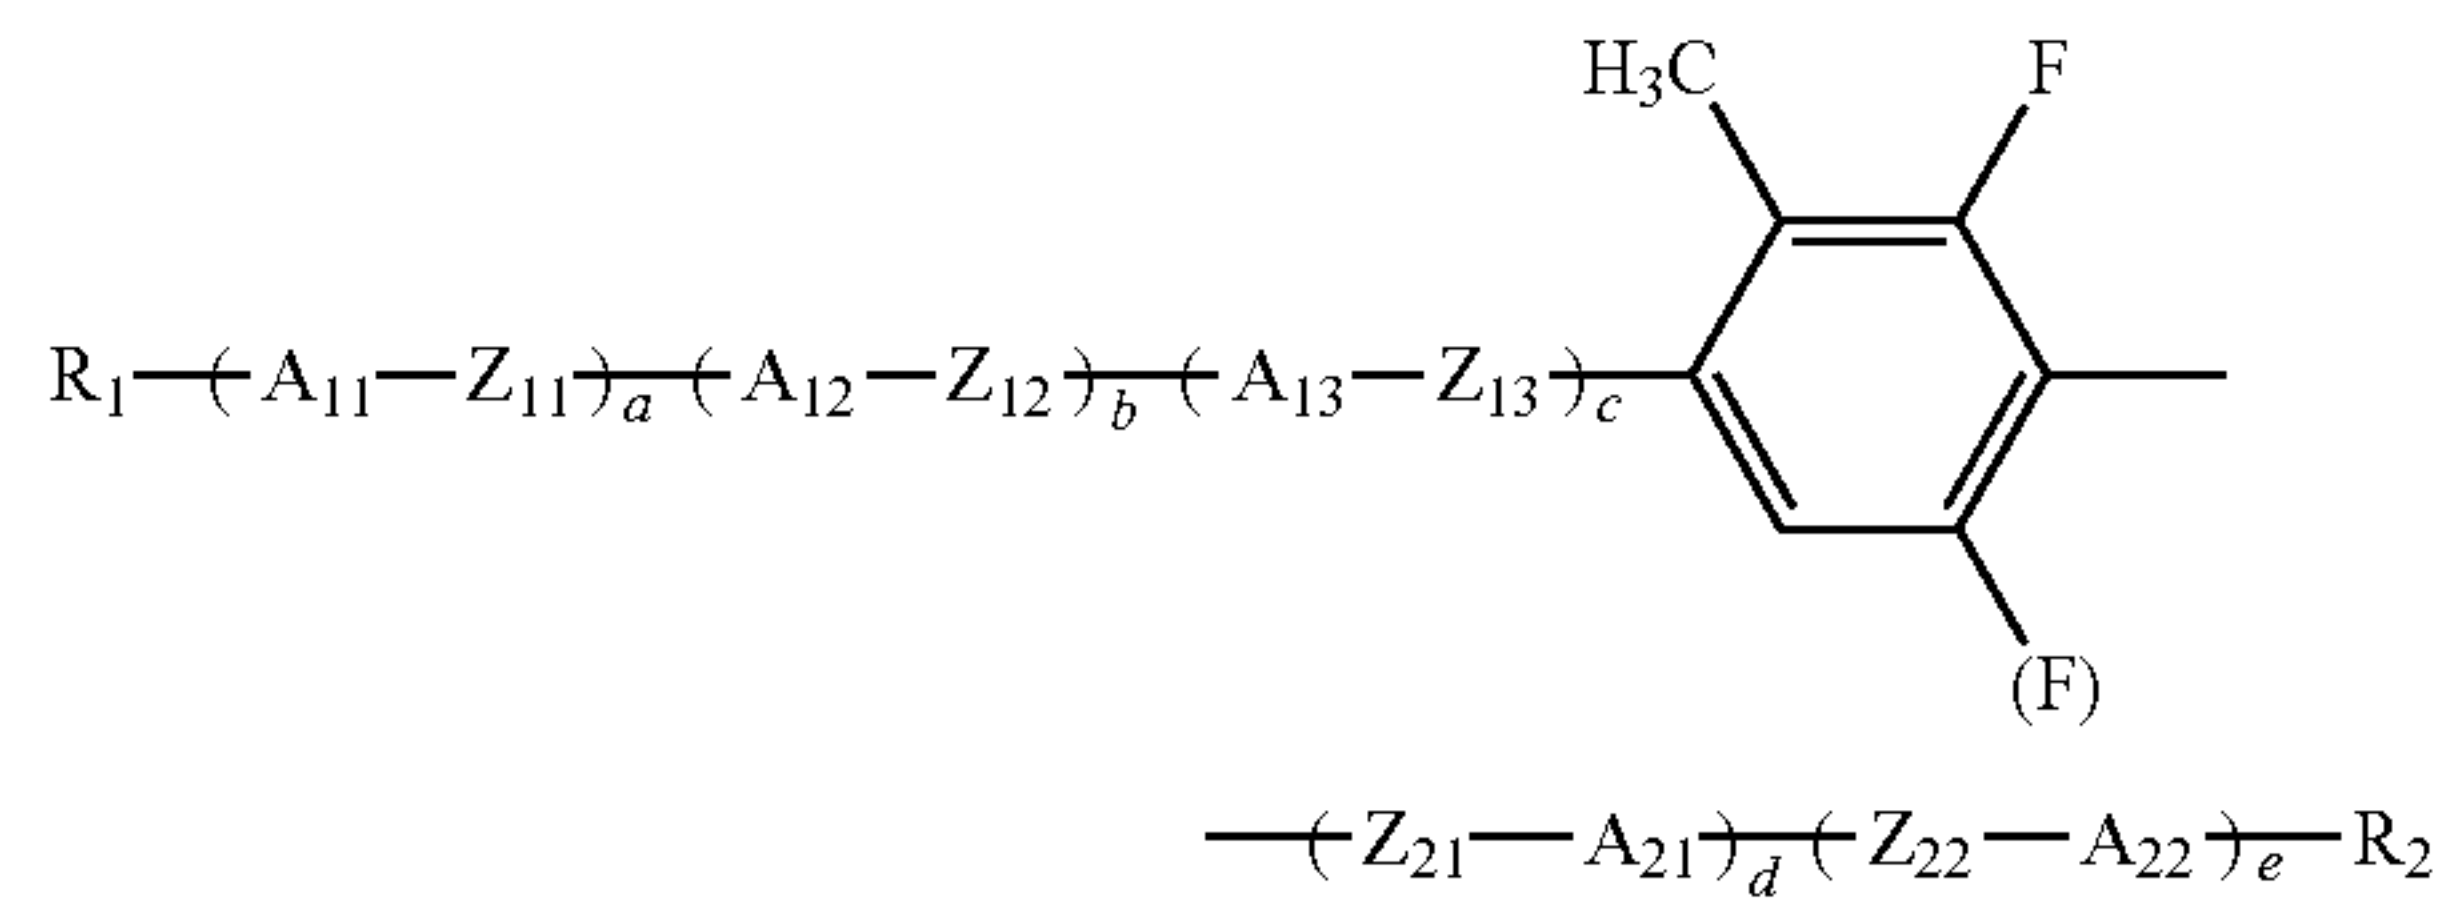 H₃C F
R₁—(A₁₁—Z₁₁)a—(A₁₂—Z₁₂)b—(A₁₃—Z₁₃)c
(F)
—(Z₂₁—A₂₁)d—(Z₂₂—A₂₂)e—R₂